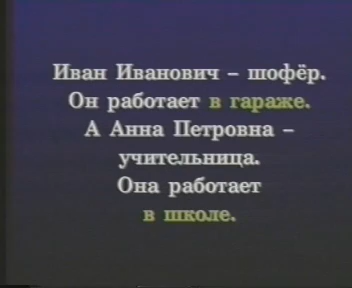 Иван Иванович – шофёр.
Он работает в гараже.
А Анна Петровна –
учительница.
Она работает
в школе.